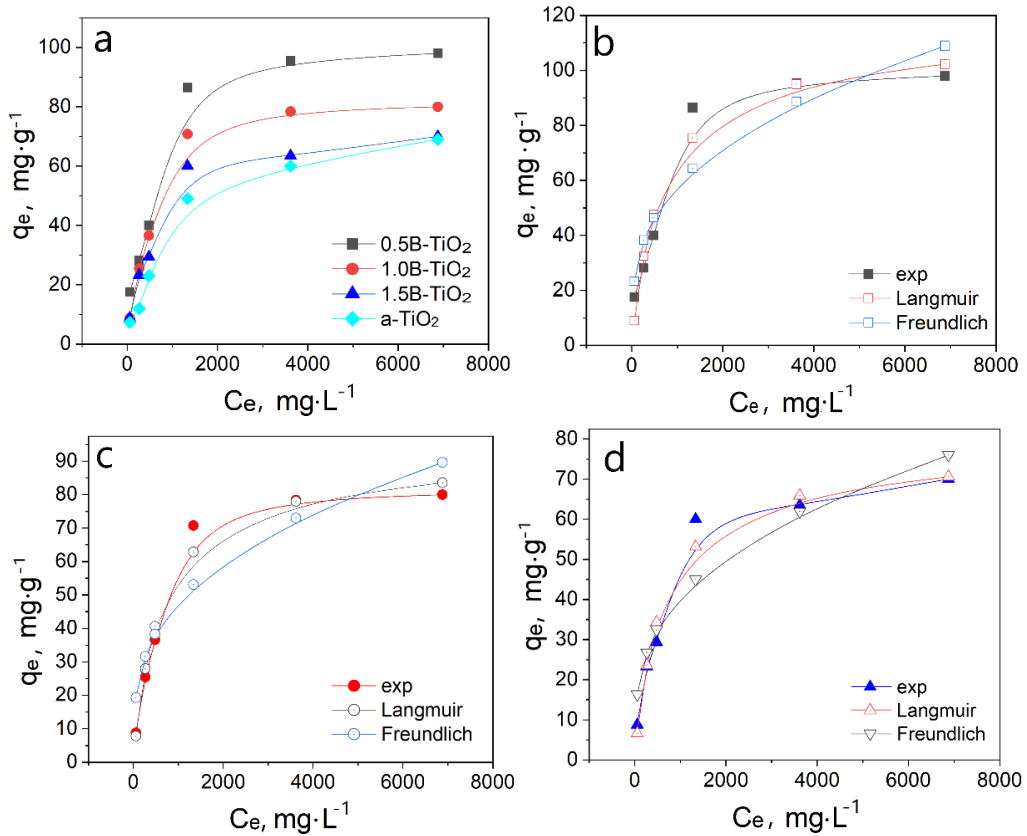 a
100
80
60
40
20
0
qe, mg·g⁻¹
0.5B-TiO₂
1.0B-TiO₂
1.5B-TiO₂
a-TiO₂
0 2000 4000 6000 8000
Ce, mg·L⁻¹
b
120
100
80
60
40
20
0
qe, mg·g⁻¹
exp
Langmuir
Freundlich
0 2000 4000 6000 8000
Ce, mg·L⁻¹
c
90
80
70
60
50
40
30
20
10
0
qe, mg·g⁻¹
exp
Langmuir
Freundlich
0 2000 4000 6000 8000
Ce, mg·L⁻¹
d
80
70
60
50
40
30
20
10
0
qe, mg·g⁻¹
exp
Langmuir
Freundlich
0 2000 4000 6000 8000
Ce, mg·L⁻¹